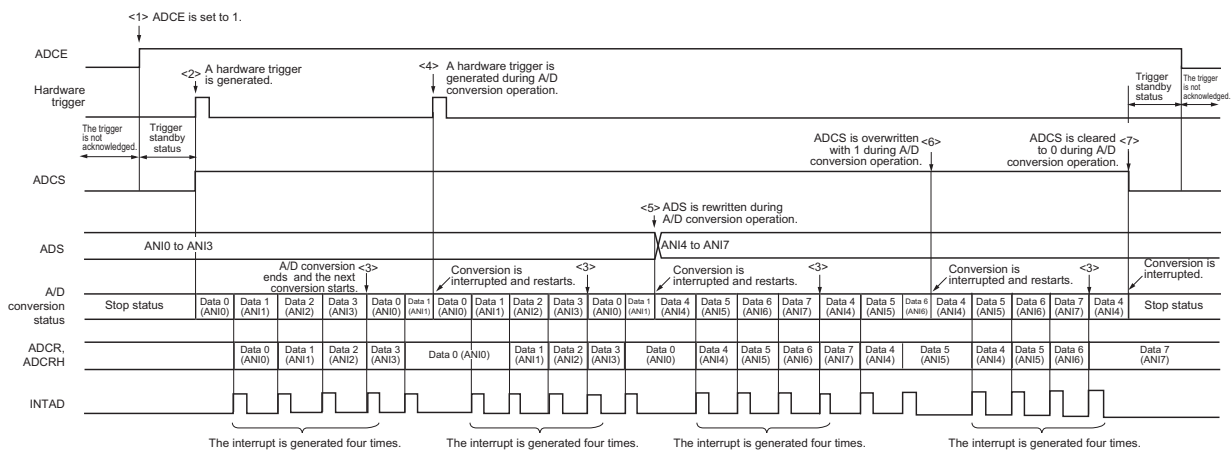 <1> ADCE is set to 1.
ADCE
<2> A hardware trigger
is generated.
<4> A hardware trigger is
generated during A/D
conversion operation.
Trigger
standby
status
The trigger
is not
acknowledged.
Hardware
trigger
The trigger
is not
acknowledged.
Trigger
standby
status
ADCS is overwritten <6>
with 1 during A/D
conversion operation.
ADCS is cleared <7>
to 0 during A/D
conversion operation.
ADCS
<5> ADS is rewritten during
A/D conversion operation.
ADS
ANI0 to ANI3
ANI4 to ANI7
A/D conversion
ends and the next <3>
conversion starts.
Conversion is
interrupted and restarts.
<3>
Conversion is
interrupted and restarts.
<3>
Conversion is
interrupted and restarts.
<3>
Conversion is
interrupted.
A/D
conversion
status
Stop status
Data 0 (ANI0)
Data 1 (ANI1)
Data 2 (ANI2)
Data 3 (ANI3)
Data 0 (ANI0)
Data 1 (ANI1)
Data 0 (ANI0)
Data 1 (ANI1)
Data 2 (ANI2)
Data 3 (ANI3)
Data 0 (ANI0)
Data 1 (ANI1)
Data 4 (ANI4)
Data 5 (ANI5)
Data 6 (ANI6)
Data 7 (ANI7)
Data 4 (ANI4)
Data 5 (ANI5)
Data 6 (ANI6)
Data 4 (ANI4)
Data 5 (ANI5)
Data 6 (ANI6)
Data 7 (ANI7)
Data 4 (ANI4)
Stop status
ADCR,
ADCRH
Data 0 (ANI0)
Data 1 (ANI1)
Data 2 (ANI2)
Data 3 (ANI3)
Data 0 (ANI0)
Data 1 (ANI1)
Data 2 (ANI2)
Data 3 (ANI3)
Data 0 (ANI0)
Data 4 (ANI4)
Data 5 (ANI5)
Data 6 (ANI6)
Data 7 (ANI7)
Data 4 (ANI4)
Data 5 (ANI5)
Data 4 (ANI4)
Data 5 (ANI5)
Data 6 (ANI6)
Data 7 (ANI7)
INTAD
The interrupt is generated four times.
The interrupt is generated four times.
The interrupt is generated four times.
The interrupt is generated four times.